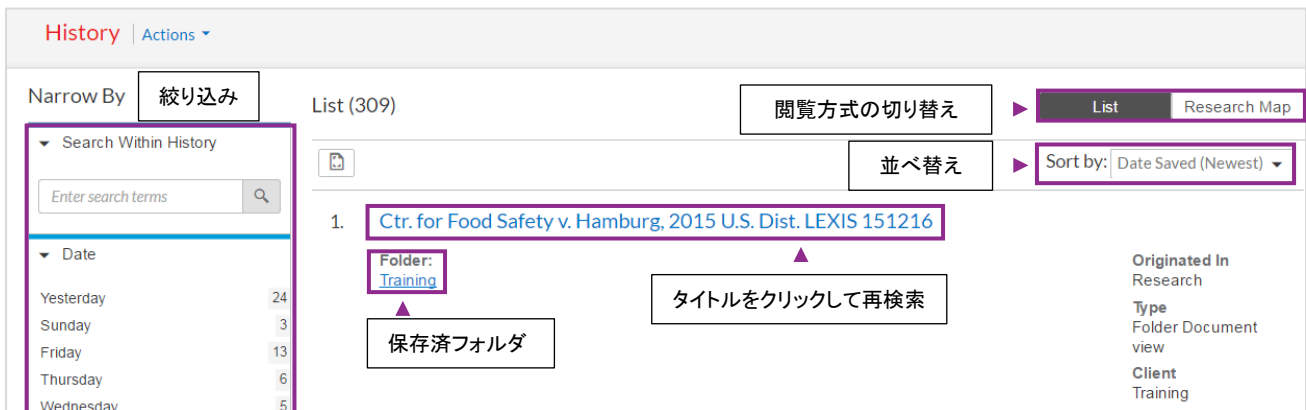 History Actions
Narrow By
絞り込み
List (309)
閲覧方式の切り替え
List Research Map
Search Within History
並べ替え
Sort by: Date Saved (Newest)
Enter search terms
1. Ctr. for Food Safety v. Hamburg, 2015 U.S. Dist. LEXIS 151216
Date
Folder:
Training
Originated In
Research
タイトルをクリックして再検索
Yesterday 24
Sunday 3
Type
Folder Document
view
保存済フォルダ
Friday 13
Thursday 6
Client
Training
Wednesday 5